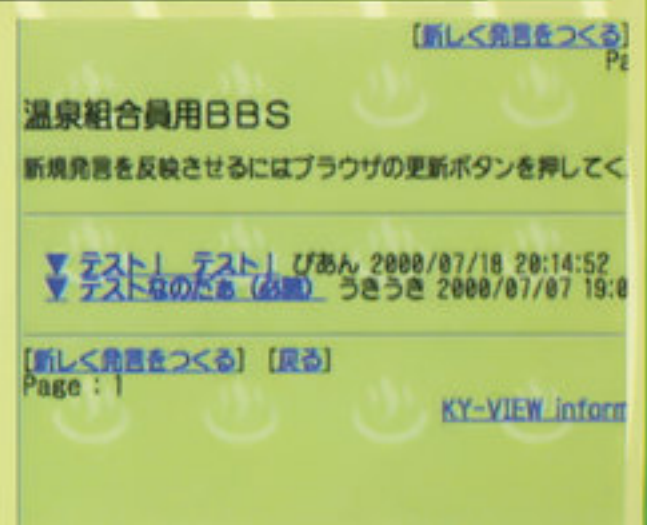 [新しく発言をつくる]
Pa
温泉組合員用BBS
新規発言を反映させるにはブラウザの更新ボタンを押してく
▼ テスト! テスト! ぴあん 2000/07/18 20:14:52
▼ テストなのだぁ (必読) うきうき 2000/07/07 19:0
[新しく発言をつくる] [戻る]
Page : 1
KY-VIEW inform